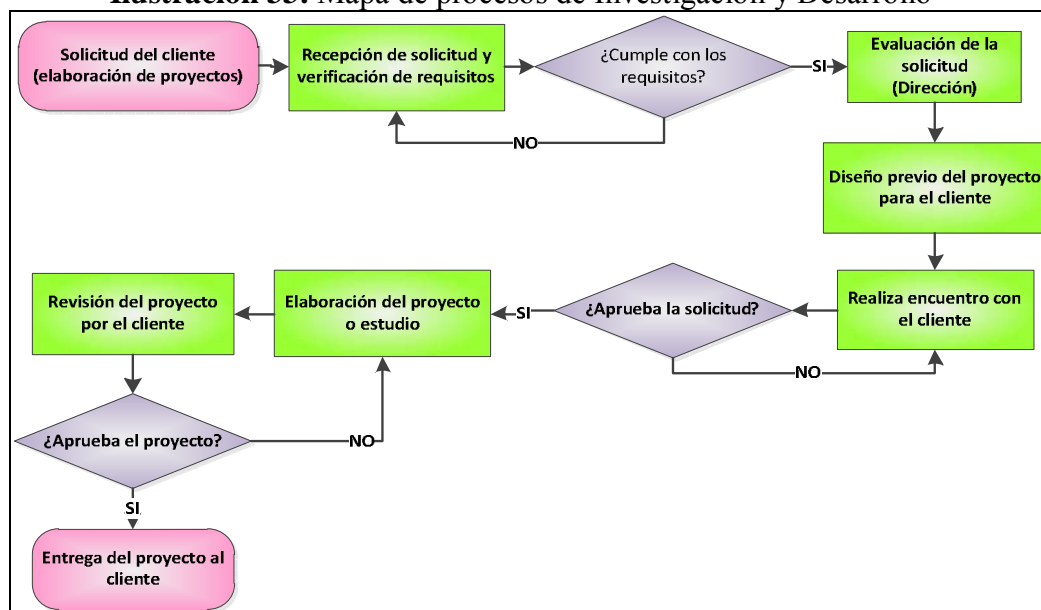 Ilustración Mapa de procesos de Investigación y Desarrollo
Solicitud del cliente
(elaboración de proyectos)
Recepción de solicitud y
verificación de requisitos
¿Cumple con los
requisitos?
SI
Evaluación de la
solicitud
(Dirección)
NO
Diseño previo del proyecto
para el cliente
Revisión del proyecto
por el cliente
Elaboración del proyecto
o estudio
SI
¿Aprueba la solicitud?
Realiza encuentro con
el cliente
NO
¿Aprueba el proyecto?
NO
SI
Entrega del proyecto al
cliente